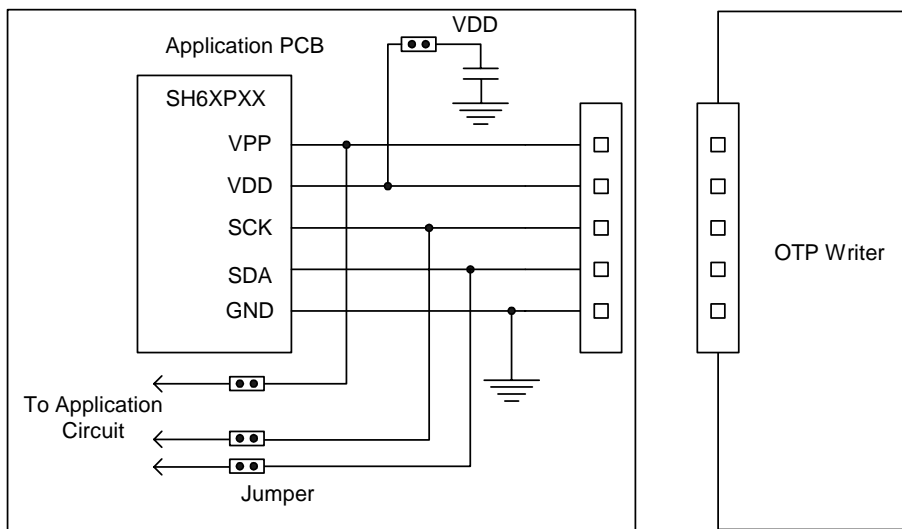 VDD
Application PCB
SH6XPXX
VPP
VDD
SCK
SDA
GND
OTP Writer
To Application
Circuit
Jumper